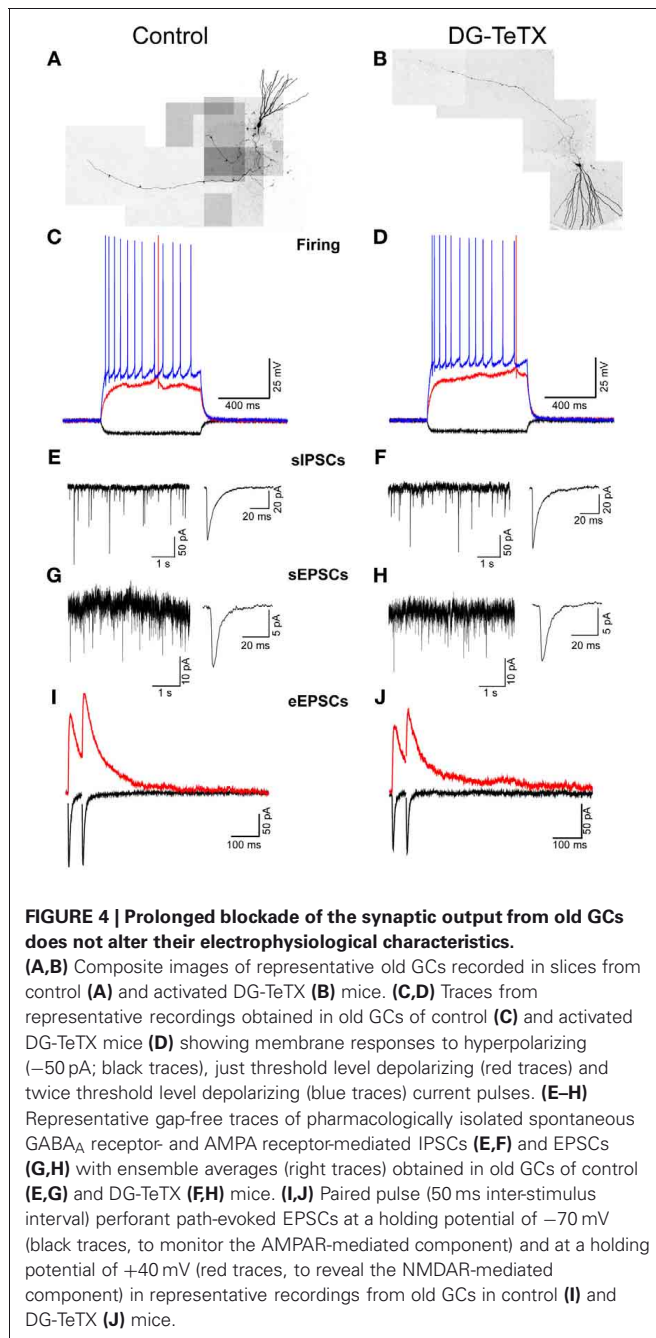 Control DG-TeTX
A B
C Firing D
25 mV 25 mV
400 ms 400 ms
E sIPSCs F
20 pA 20 pA
20 ms 20 ms
50 pA 50 pA
1 s 1 s
G sEPSCs H
5 pA 5 pA
20 ms 20 ms
10 pA 10 pA
1 s 1 s
I eEPSCs J
50 pA 50 pA
100 ms 100 ms
FIGURE 4 | Prolonged blockade of the synaptic output from old GCs
does not alter their electrophysiological characteristics.
(A,B) Composite images of representative old GCs recorded in slices from
control (A) and activated DG-TeTX (B) mice. (C,D) Traces from
representative recordings obtained in old GCs of control (C) and activated
DG-TeTX mice (D) showing membrane responses to hyperpolarizing
(−50 pA; black traces), just threshold level depolarizing (red traces) and
twice threshold level depolarizing (blue traces) current pulses. (E–H)
Representative gap-free traces of pharmacologically isolated spontaneous
GABAA receptor- and AMPA receptor-mediated IPSCs (E,F) and EPSCs
(G,H) with ensemble averages (right traces) obtained in old GCs of control
(E,G) and DG-TeTX (F,H) mice. (I,J) Paired pulse (50 ms inter-stimulus
interval) perforant path-evoked EPSCs at a holding potential of −70 mV
(black traces, to monitor the AMPAR-mediated component) and at a holding
potential of +40 mV (red traces, to reveal the NMDAR-mediated
component) in representative recordings from old GCs in control (I) and
DG-TeTX (J) mice.